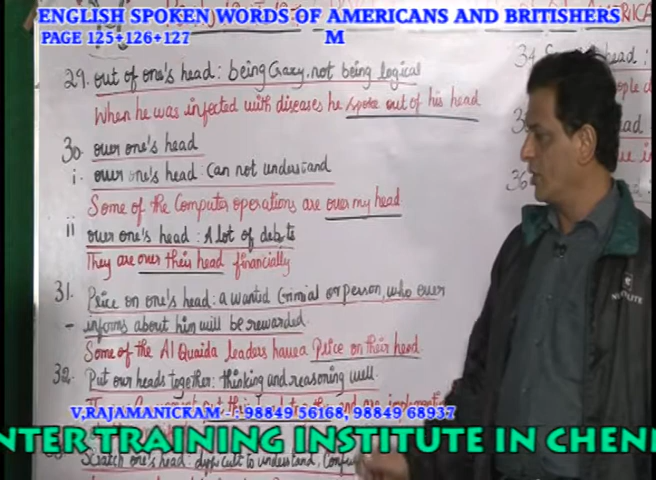 ENGLISH SPOKEN WORDS OF AMERICANS AND BRITISHERS
PAGE 125+126+127 M
29. out of one's head: being Crazy, not being logical
When he was infected with diseases he spoke out of his head
30 over one's head
i. over one's head: Can not understand
Some of the Computer operations are over my head
ii over one's head: A lot of debts
They are over their head financially
31. Price on one's head: a wanted Crimial or person, who ever
- informs about him will be rewarded.
Some of the Al Quaida leaders have a Price on their head
32. Put our heads together: thinking and reasoning well.
V,RAJAMANICKAM -- 98849 56168, 98849 68937
NTER TRAINING INSTITUTE IN CHEN
Scratch one's head: difficult to understand,
34
head
36